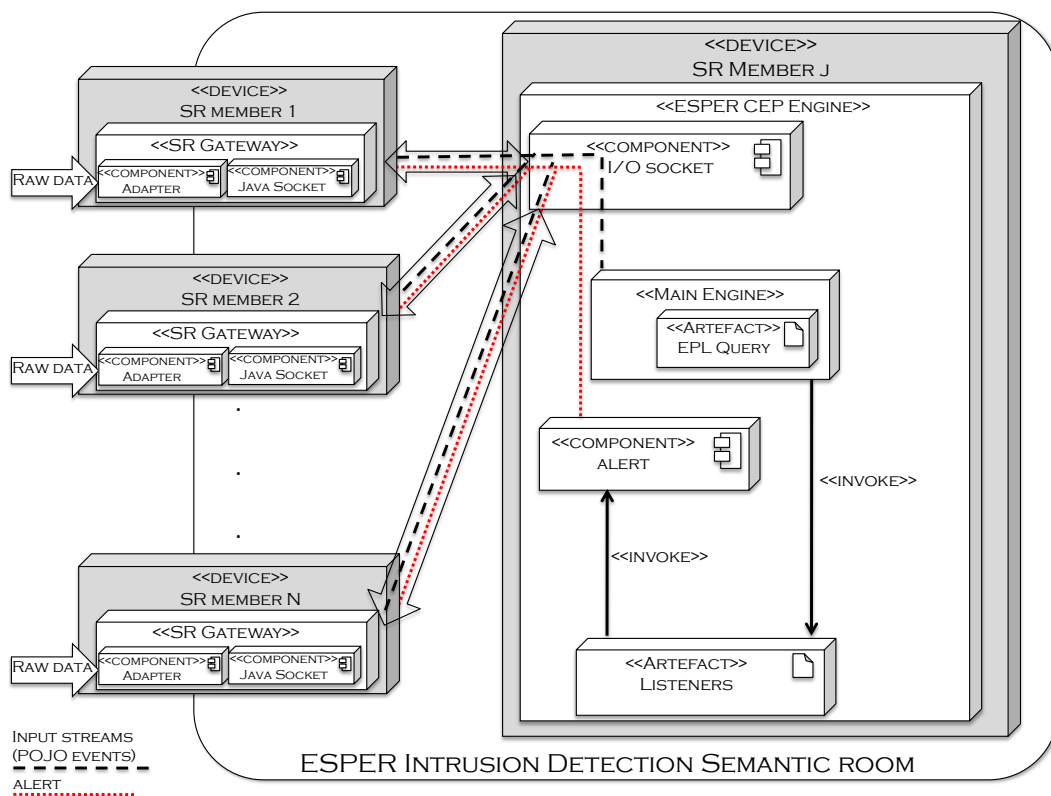 <<DEVICE>>
SR MEMBER 1
<<SR GATEWAY>>
<<COMPONENT>>
ADAPTER
<<COMPONENT>>
JAVA SOCKET
RAW DATA
<<DEVICE>>
SR MEMBER 2
<<SR GATEWAY>>
<<COMPONENT>>
ADAPTER
<<COMPONENT>>
JAVA SOCKET
RAW DATA
.
.
.
<<DEVICE>>
SR MEMBER N
<<SR GATEWAY>>
<<COMPONENT>>
ADAPTER
<<COMPONENT>>
JAVA SOCKET
RAW DATA
<<DEVICE>>
SR MEMBER J
<<ESPER CEP ENGINE>>
<<COMPONENT>>
I/O SOCKET
<<MAIN ENGINE>>
<<ARTEFACT>>
EPL QUERY
<<COMPONENT>>
ALERT
<<INVOKE>>
<<INVOKE>>
<<ARTEFACT>>
LISTENERS
INPUT STREAMS
(POJO EVENTS)
ALERT
ESPER INTRUSION DETECTION SEMANTIC ROOM